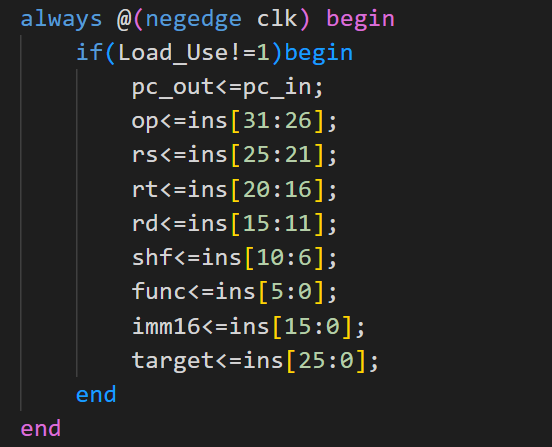 always @(negedge clk) begin
if(Load_Use!=1)begin
pc_out<=pc_in;
op<=ins[31:26];
rs<=ins[25:21];
rt<=ins[20:16];
rd<=ins[15:11];
shf<=ins[10:6];
func<=ins[5:0];
imm16<=ins[15:0];
target<=ins[25:0];
end
end